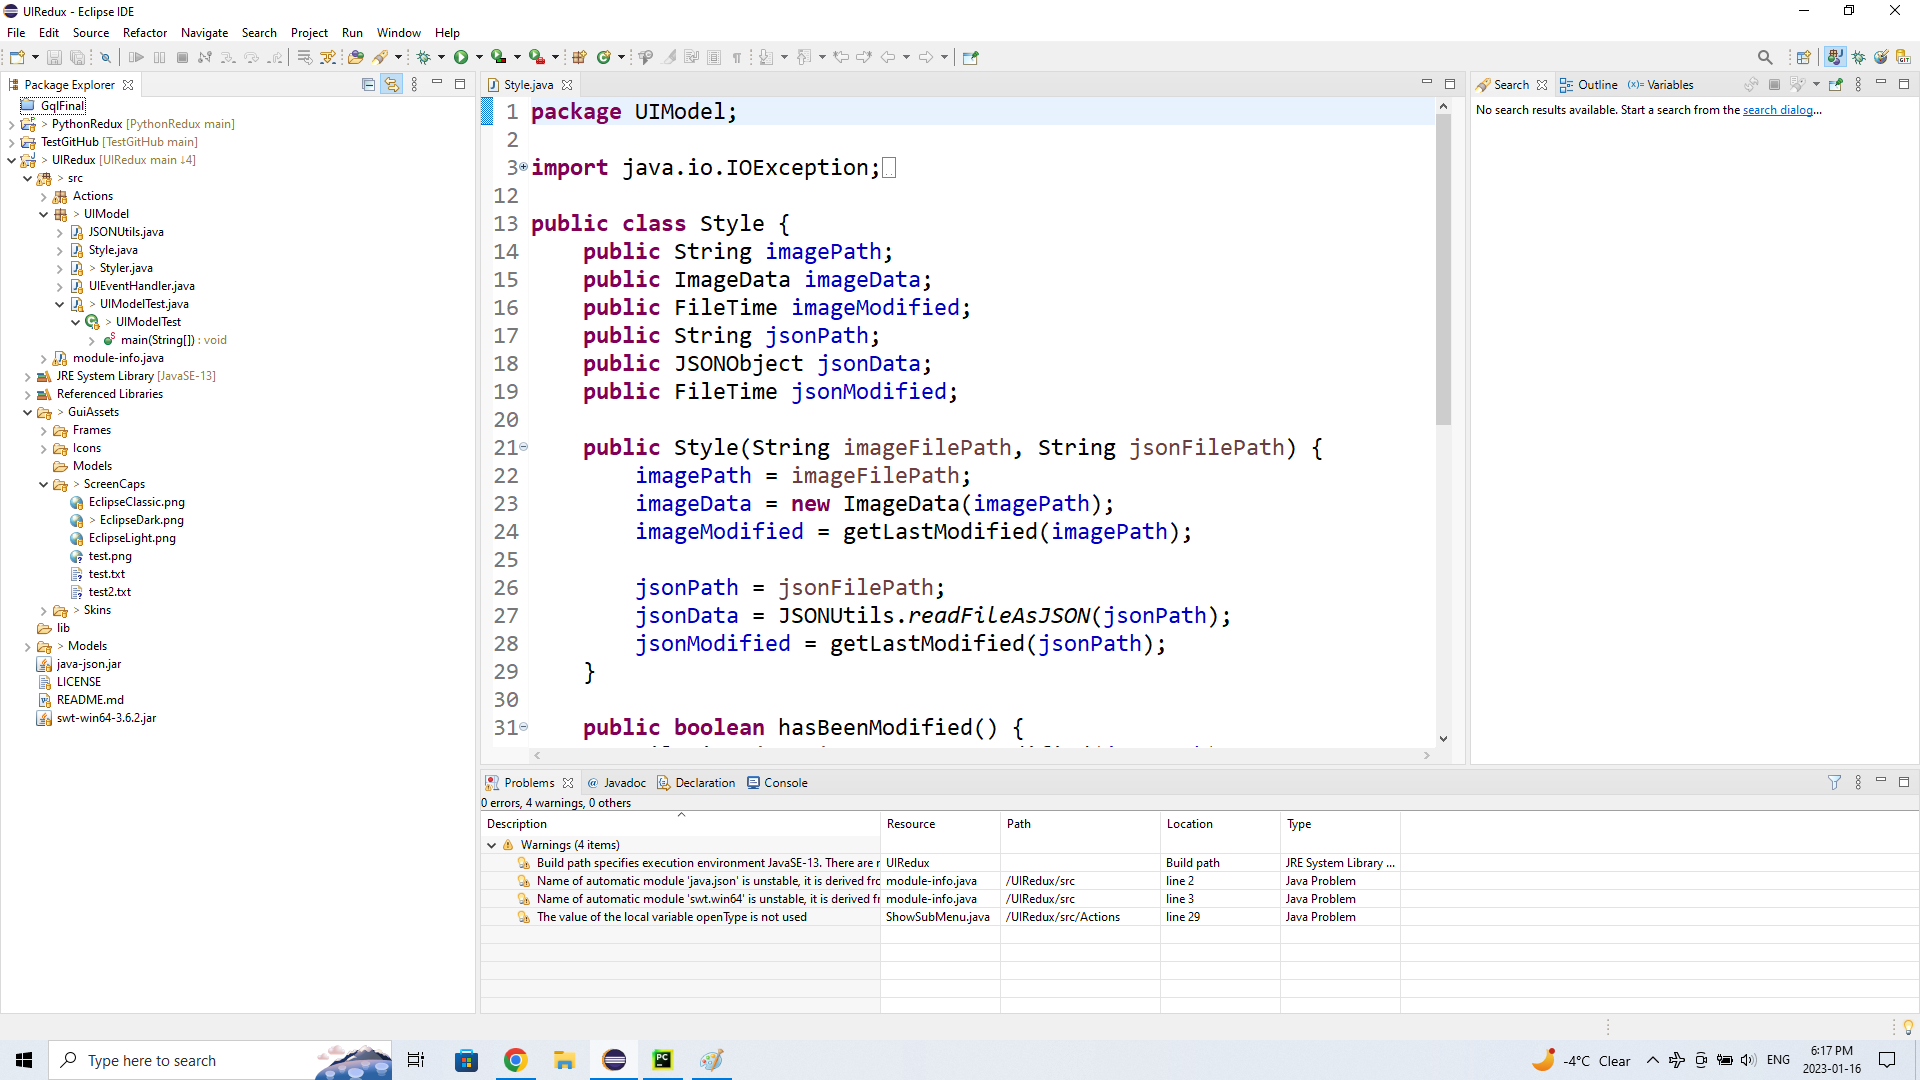 UIRedux - Eclipse IDE
File Edit Source Refactor Navigate Search Project Run Window Help
Package Explorer
GqlFinal
> PythonRedux [PythonRedux main]
TestGitHub [TestGitHub main]
> UIRedux [UIRedux main ↓4]
> src
Actions
> UIModel
JSONUtils.java
Style.java
> Styler.java
UIEventHandler.java
> UIModelTest.java
> UIModelTest
main(String[]) : void
module-info.java
JRE System Library [JavaSE-13]
Referenced Libraries
> GuiAssets
Frames
Icons
Models
> ScreenCaps
EclipseClassic.png
> EclipseDark.png
EclipseLight.png
test.png
test.txt
test2.txt
> Skins
lib
> Models
java-json.jar
LICENSE
README.md
swt-win64-3.6.2.jar
Style.java
1 package UIModel;
2
3 import java.io.IOException;
12
13 public class Style {
14 public String imagePath;
15 public ImageData imageData;
16 public FileTime imageModified;
17 public String jsonPath;
18 public JSONObject jsonData;
19 public FileTime jsonModified;
20
21 public Style(String imageFilePath, String jsonFilePath) {
22 imagePath = imageFilePath;
23 imageData = new ImageData(imagePath);
24 imageModified = getLastModified(imagePath);
25
26 jsonPath = jsonFilePath;
27 jsonData = JSONUtils.readFileAsJSON(jsonPath);
28 jsonModified = getLastModified(jsonPath);
29 }
30
31 public boolean hasBeenModified() {
Search Outline (x)= Variables
No search results available. Start a search from the search dialog...
Problems @ Javadoc Declaration Console
0 errors, 4 warnings, 0 others
Description Resource Path Location Type
Warnings (4 items)
Build path specifies execution environment JavaSE-13. There are UIRedux Build path JRE System Library ...
Name of automatic module 'java.json' is unstable, it is derived module-info.java /UIRedux/src line 2 Java Problem
Name of automatic module 'swt.win64' is unstable, it is derived module-info.java /UIRedux/src line 3 Java Problem
The value of the local variable openType is not used ShowSubMenu.java /UIRedux/src/Actions line 29 Java Problem
Type here to search
PC
-4°C Clear
ENG
6:17 PM
2023-01-16